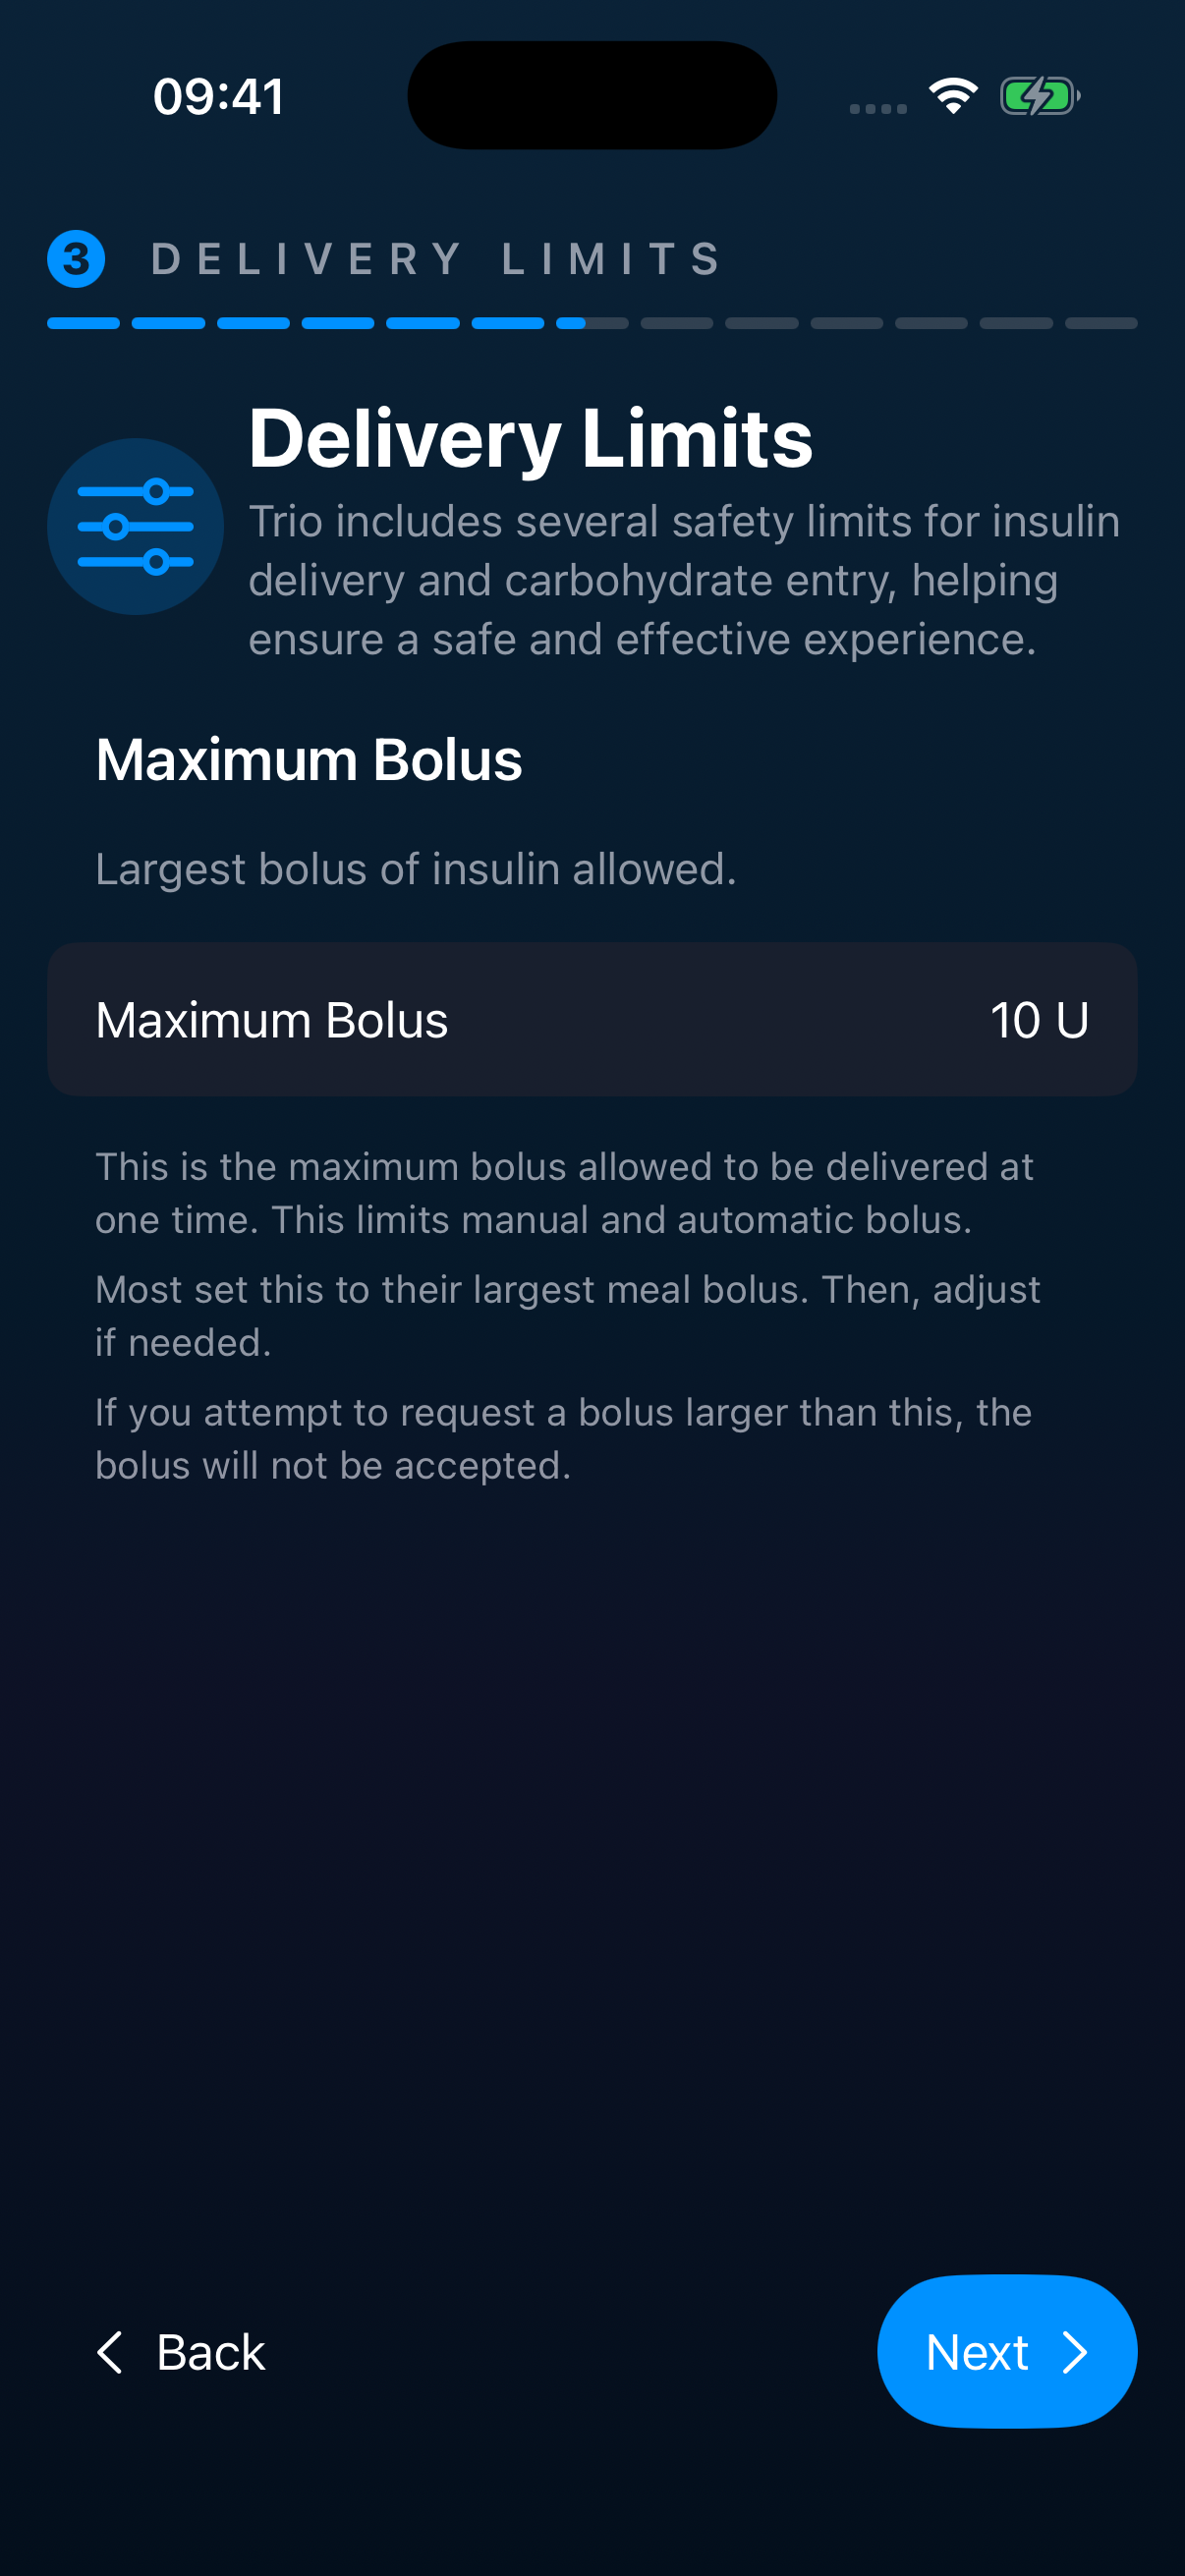 09:41
3 DELIVERY LIMITS
Delivery Limits
Trio includes several safety limits for insulin
delivery and carbohydrate entry, helping
ensure a safe and effective experience.
Maximum Bolus
Largest bolus of insulin allowed.
Maximum Bolus 10 U
This is the maximum bolus allowed to be delivered at
one time. This limits manual and automatic bolus.
Most set this to their largest meal bolus. Then, adjust
if needed.
If you attempt to request a bolus larger than this, the
bolus will not be accepted.
Back Next